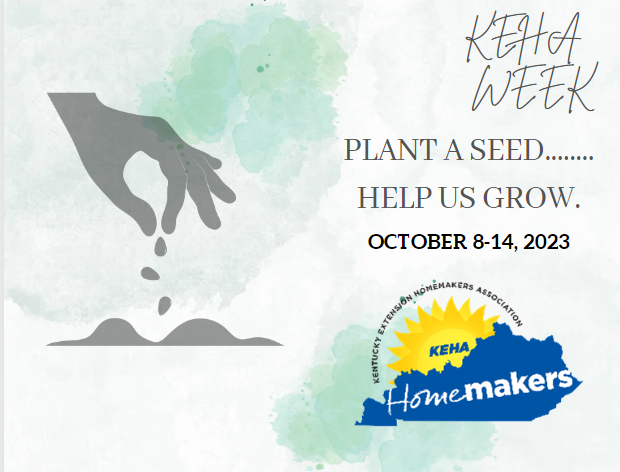 KEHA
WEEK
PLANT A SEED........
HELP US GROW.
OCTOBER 8-14, 2023
KENTUCKY EXTENSION HOMEMAKERS ASSOCIATION
KEHA
Homemakers